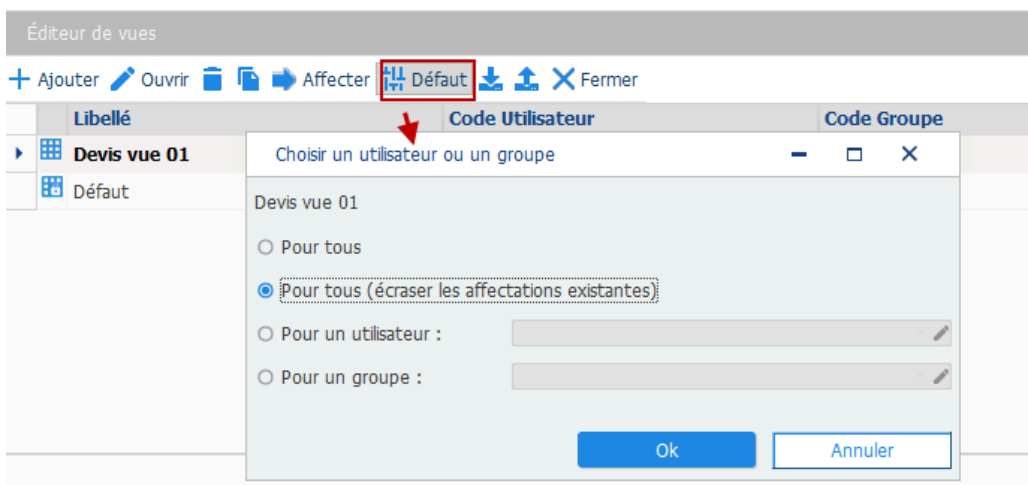 Éditeur de vues
Ajouter Ouvrir Affecter Défaut Fermer
Libellé Code Utilisateur Code Groupe
Devis vue 01
Défaut
Choisir un utilisateur ou un groupe
Devis vue 01
Pour tous
Pour tous (écraser les affectations existantes)
Pour un utilisateur :
Pour un groupe :
Ok Annuler